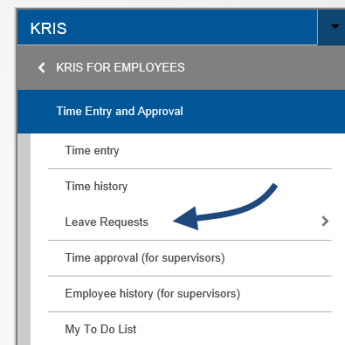 KRIS
KRIS FOR EMPLOYEES
Time Entry and Approval
Time entry
Time history
Leave Requests
Time approval (for supervisors)
Employee history (for supervisors)
My To Do List